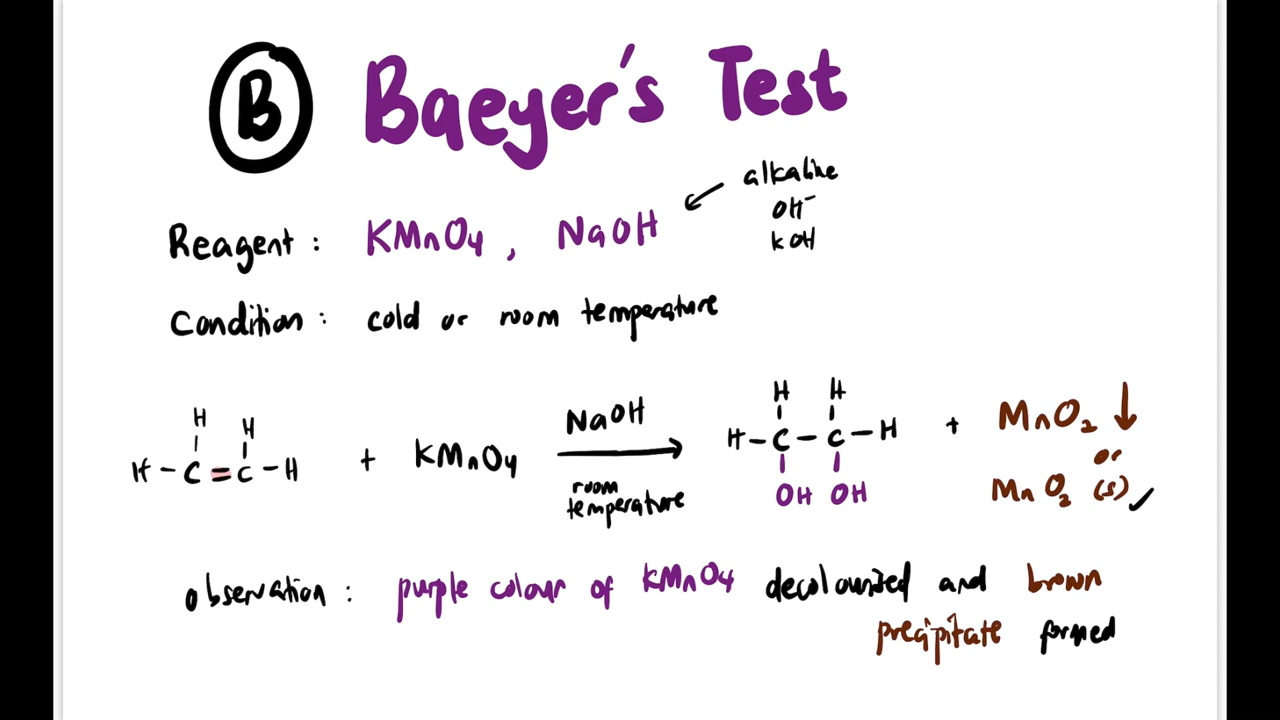 B Baeyer's Test
alkaline
OH⁻
KOH
Reagent: KMnO₄, NaOH
Condition: cold or room temperature
H H
H H
NaOH
H-C=C-H + KMnO₄ → H-C-C-H + MnO₂ ↓
or
room
temperature
OH OH MnO₂ (s) ✓
observation: purple colour of KMnO₄ decolourized and brown
precipitate formed